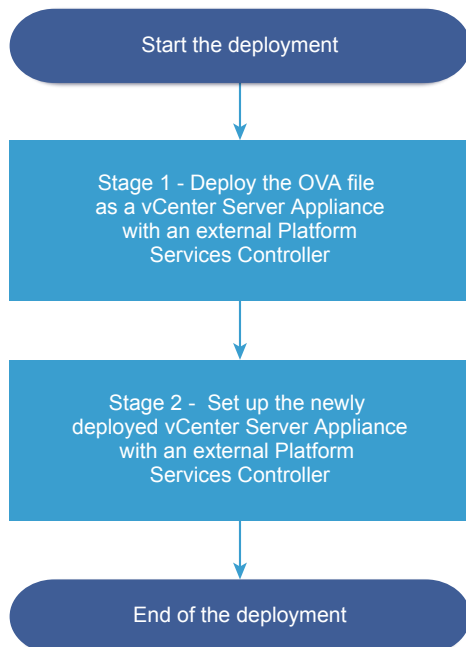 Start the deployment
Stage 1 - Deploy the OVA file
as a vCenter Server Appliance
with an external Platform
Services Controller
Stage 2 -  Set up the newly
deployed vCenter Server Appliance
with an external Platform
Services Controller
End of the deployment